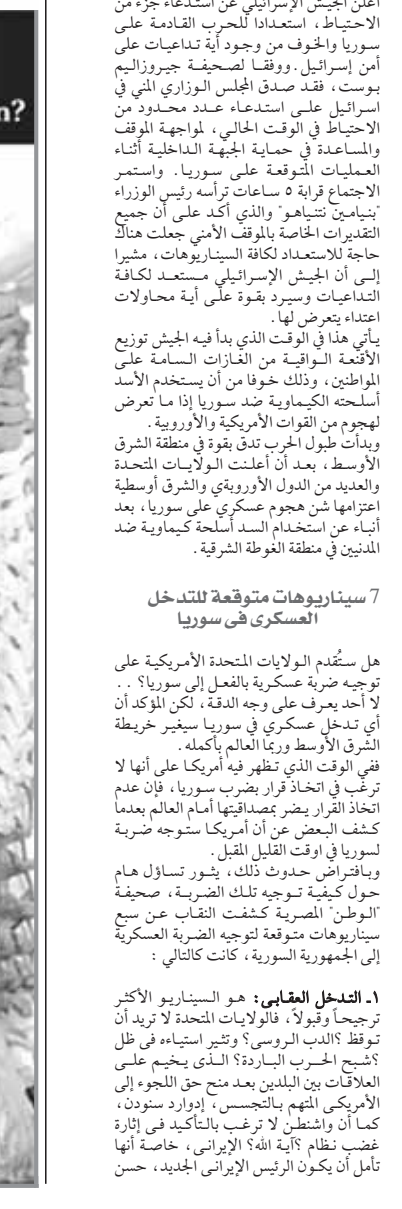 أعلن الجيش الإسرائيلي عن استدعاء جزء من
الاحتياط، استعدادا للحرب القادمة على
سوريا والخوف من وجود أية تداعيات على
أمن إسرائيل. ووفقا لصحيفة جيروزاليم
بوست، فقد صدق المجلس الوزاري المني في
اسرائيل على استدعاء عدد محدود من
الاحتياط في الوقت الحالي، لمواجهة الموقف
والمساعدة في حماية الجبهة الداخلية أثناء
العمليات المتوقعة على سوريا. واستمر
الاجتماع قرابة ٥ ساعات ترأسه رئيس الوزراء
"بنيامين نتنياهو" والذي أكد على أن جميع
التقديرات الخاصة بالموقف الأمني جعلت هناك
حاجة للاستعداد لكافة السيناريوهات، مشيرا
إلى أن الجيش الإسرائيلي مستعد لكافة
التداعيات وسيرد بقوة على أية محاولات
اعتداء يتعرض لها.
يأتي هذا في الوقت الذي بدأ فيه الجيش توزيع
الأقنعة الواقية من الغازات السامة على
المواطنين، وذلك خوفا من أن يستخدم الأسد
أسلحته الكيماوية ضد سوريا إذا ما تعرض
لهجوم من القوات الأمريكية والأوروبية.
وبدأت طبول الحرب تدق بقوة في منطقة الشرق
الأوسط، بعد أن أعلنت الولايات المتحدة
والعديد من الدول الأوروبةي والشرق أوسطية
اعتزامها شن هجوم عسكري على سوريا، بعد
أنباء عن استخدام السد أسلحة كيماوية ضد
المدنيين في منطقة الغوطة الشرقية.
7 سيناريوهات متوقعة للتدخل
العسكرى فى سوريا
هل ستُقدم الولايات المتحدة الأمريكية على
توجيه ضربة عسكرية بالفعل إلى سوريا؟ . .
لا أحد يعرف على وجه الدقة، لكن المؤكد أن
أي تدخل عسكري في سوريا سيغير خريطة
الشرق الأوسط وربما العالم بأكمله.
ففي الوقت الذي تظهر فيه أمريكا على أنها لا
ترغب في اتخاذ قرار بضرب سوريا، فإن عدم
اتخاذ القرار يضر بمصداقيتها أمام العالم بعدما
كشف البعض عن أن أمريكا ستوجه ضربة
لسوريا في اوقت القليل المقبل.
وبافتراض حدوث ذلك، يثور تساؤل هام
حول كيفية توجيه تلك الضربة، صحيفة
"الوطن" المصرية كشفت النقاب عن سبع
سيناريوهات متوقعة لتوجيه الضربة العسكرية
إلى الجمهورية السورية، كانت كالتالي :
١ـ التدخل العقابى: هو السيناريو الأكثر
ترجيحاً وقبولاً، فالولايات المتحدة لا تريد أن
توقظ ؟الدب الروسى؟ وتثير استياءه فى ظل
؟شبح الحرب الباردة؟ الذى يخيم على
العلاقات بين البلدين بعد منح حق اللجوء إلى
الأمريكى المتهم بالتجسس، إدوارد سنودن،
كما أن واشنطن لا ترغب بالتأكيد فى إثارة
غضب نظام ؟آية الله؟ الإيرانى، خاصة أنها
تأمل أن يكون الرئيس الإيرانى الجديد، حسن
n?